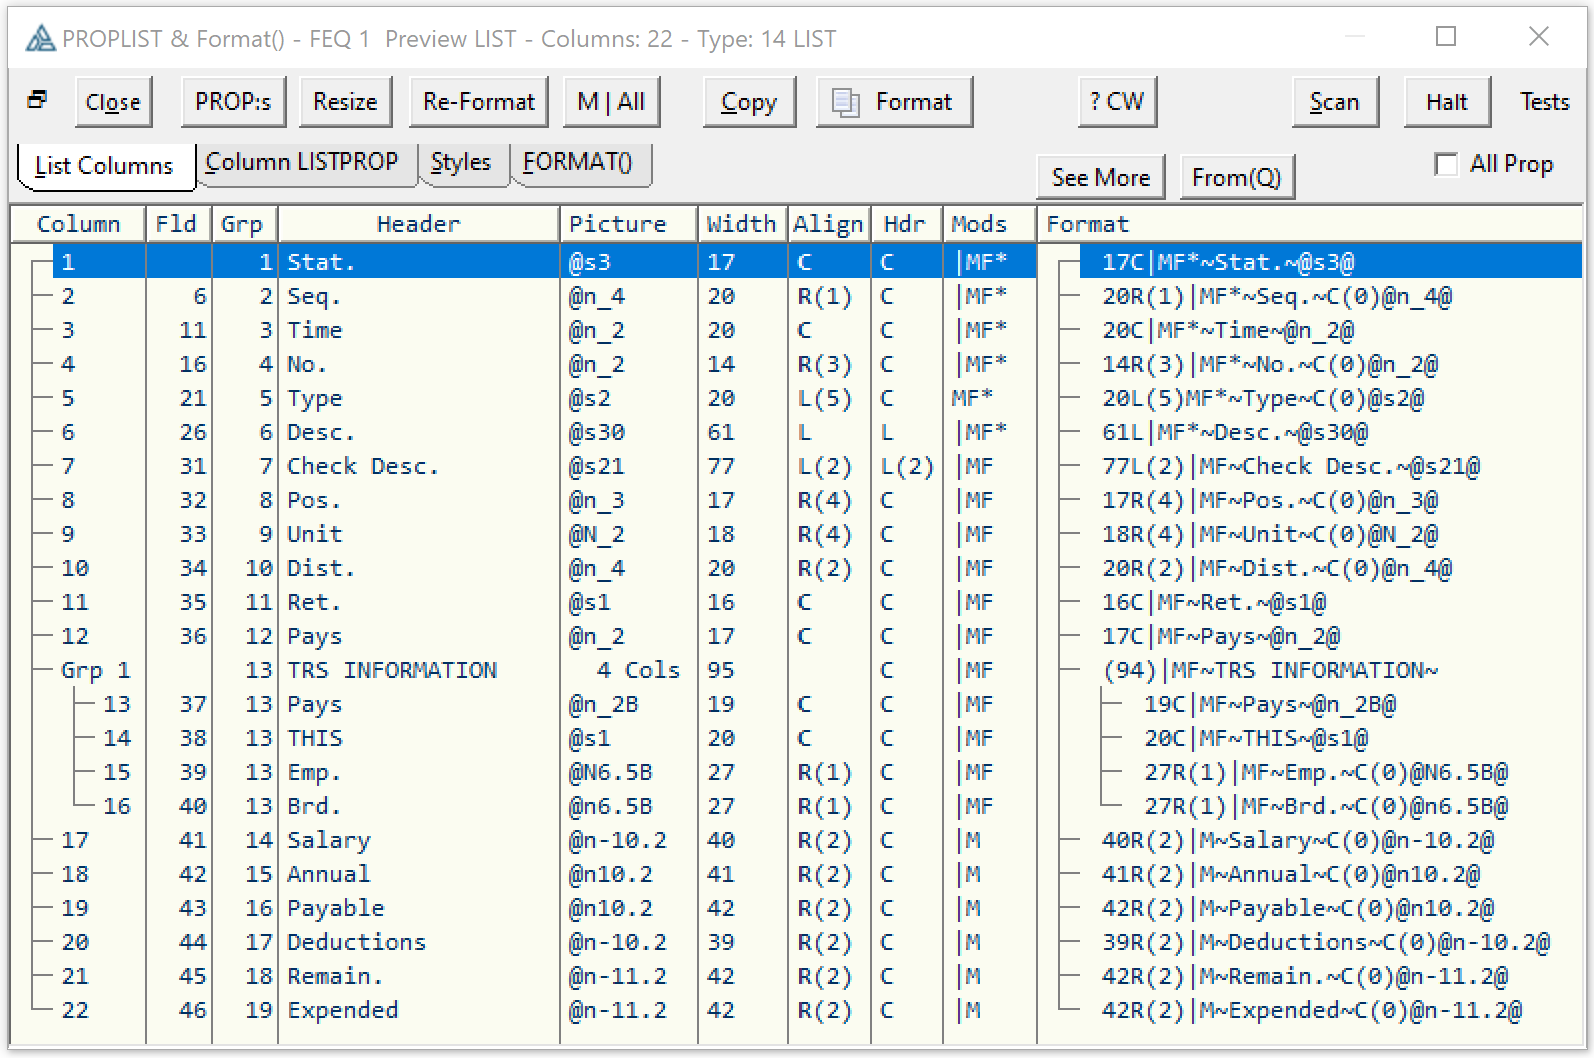 PROPLIST & Format() - FEQ 1  Preview LIST - Columns: 22 - Type: 14 LIST
Close PROP:s Resize Re-Format M | All Copy Format ? CW Scan Halt Tests
List Columns Column LISTPROP Styles FORMAT() See More From(Q) All Prop
Column Fld Grp Header Picture Width Align Hdr Mods Format
1 1 Stat. @s3 17 C C |MF* 17C|MF*~Stat.~@s3@
2 6 2 Seq. @n_4 20 R(1) C |MF* 20R(1)|MF*~Seq.~C(0)@n_4@
3 11 3 Time @n_2 20 C C |MF* 20C|MF*~Time~@n_2@
4 16 4 No. @n_2 14 R(3) C |MF* 14R(3)|MF*~No.~C(0)@n_2@
5 21 5 Type @s2 20 L(5) C MF* 20L(5)MF*~Type~C(0)@s2@
6 26 6 Desc. @s30 61 L L |MF* 61L|MF*~Desc.~@s30@
7 31 7 Check Desc. @s21 77 L(2) L(2) |MF 77L(2)|MF~Check Desc.~@s21@
8 32 8 Pos. @n_3 17 R(4) C |MF 17R(4)|MF~Pos.~C(0)@n_3@
9 33 9 Unit @N_2 18 R(4) C |MF 18R(4)|MF~Unit~C(0)@N_2@
10 34 10 Dist. @n_4 20 R(2) C |MF 20R(2)|MF~Dist.~C(0)@n_4@
11 35 11 Ret. @s1 16 C C |MF 16C|MF~Ret.~@s1@
12 36 12 Pays @n_2 17 C C |MF 17C|MF~Pays~@n_2@
Grp 1 13 TRS INFORMATION 4 Cols 95 C |MF (94)|MF~TRS INFORMATION~
13 37 13 Pays @n_2B 19 C C |MF 19C|MF~Pays~@n_2B@
14 38 13 THIS @s1 20 C C |MF 20C|MF~THIS~@s1@
15 39 13 Emp. @N6.5B 27 R(1) C |MF 27R(1)|MF~Emp.~C(0)@N6.5B@
16 40 13 Brd. @n6.5B 27 R(1) C |MF 27R(1)|MF~Brd.~C(0)@n6.5B@
17 41 14 Salary @n-10.2 40 R(2) C |M 40R(2)|M~Salary~C(0)@n-10.2@
18 42 15 Annual @n10.2 41 R(2) C |M 41R(2)|M~Annual~C(0)@n10.2@
19 43 16 Payable @n10.2 42 R(2) C |M 42R(2)|M~Payable~C(0)@n10.2@
20 44 17 Deductions @n-10.2 39 R(2) C |M 39R(2)|M~Deductions~C(0)@n-10.2@
21 45 18 Remain. @n-11.2 42 R(2) C |M 42R(2)|M~Remain.~C(0)@n-11.2@
22 46 19 Expended @n-11.2 42 R(2) C |M 42R(2)|M~Expended~C(0)@n-11.2@